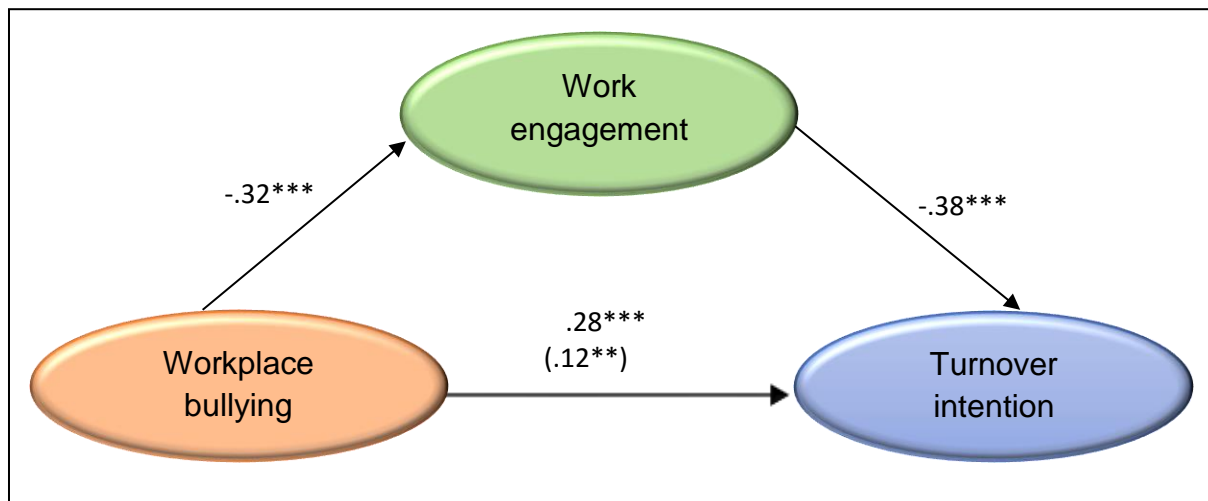 Work
engagement
-.32***
-.38***
.28***
(.12**)
Workplace
bullying
Turnover
intention